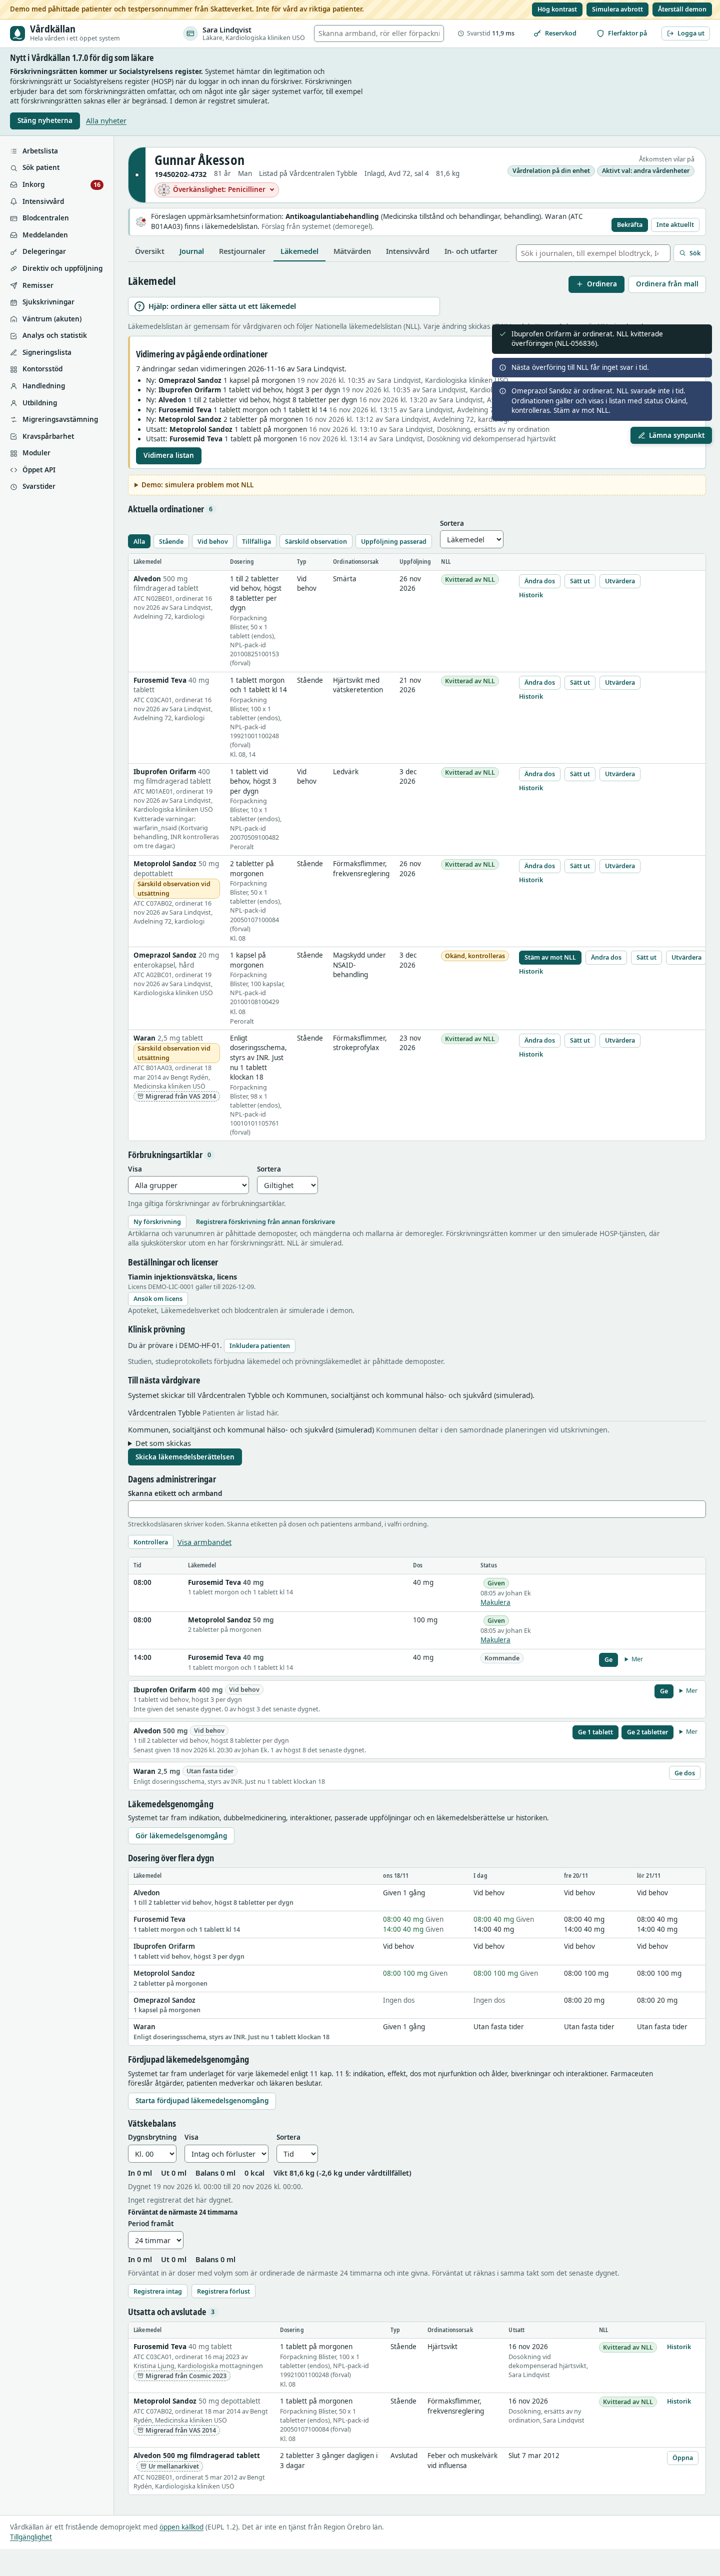 Demo med påhittade patienter och testpersonnummer från Skatteverket. Inte för vård av riktiga patienter.
Hög kontrast
Simulera avbrott
Återställ demon
Vårdkällan
Hela vården i ett öppet system
Sara Lindqvist
Läkare, Kardiologiska kliniken USÖ
Skanna armband, rör eller förpackn
Svarstid 11,9 ms
Reservkod
Flerfaktor på
Logga ut
Nytt i Vårdkällan 1.7.0 för dig som läkare
Förskrivningsrätten kommer ur Socialstyrelsens register. Systemet hämtar din legitimation och
förskrivningsrätt ur Socialstyrelsens register (HOSP) när du loggar in och även när du förskriver. Förskrivningen
erbjuder bara det som förskrivningsrätten omfattar, och om något inte går säger systemet varför, till exempel
att förskrivningsrätten saknas eller är begränsad. I demon är registret simulerat.
Stäng nyheterna
Alla nyheter
Arbetslista
Sök patient
Inkorg
16
Intensivvård
Blodcentralen
Meddelanden
Delegeringar
Direktiv och uppföljning
Remisser
Sjukskrivningar
Väntrum (akuten)
Analys och statistik
Signeringslista
Kontorsstöd
Handledning
Utbildning
Migreringsavstämning
Kravspårbarhet
Moduler
Öppet API
Svarstider
Gunnar Åkesson
19450202-4732 81 år Man Listad på Vårdcentralen Tybble Inlagd, Avd 72, sal 4 81,6 kg
Överkänslighet: Penicilliner
Åtkomsten vilar på
Vårdrelation på din enhet
Aktivt val: andra vårdenheter
Föreslagen uppmärksamhetsinformation: Antikoagulantiabehandling (Medicinska tillstånd och behandlingar, behandling). Waran (ATC
B01AA03) finns i läkemedelslistan. Förslag från systemet (demoregel).
Bekräfta
Inte aktuellt
Översikt
Journal
Restjournaler
Läkemedel
Mätvärden
Intensivvård
In- och utfarter
Sök i journalen, till exempel blodtryck, I
Sök
Läkemedel
Ordinera
Ordinera från mall
Hjälp: ordinera eller sätta ut ett läkemedel
Läkemedelslistan är gemensam för vårdgivaren och följer Nationella läkemedelslistan (NLL). Varje ändring skickas
Ibuprofen Orifarm är ordinerat. NLL kvitterade
överföringen (NLL-056836).
Nästa överföring till NLL får inget svar i tid.
Omeprazol Sandoz är ordinerat. NLL svarade inte i tid.
Ordinationen gäller och visas i listan med status Okänd,
kontrolleras. Stäm av mot NLL.
Lämna synpunkt
Vidimering av pågående ordinationer
7 ändringar sedan vidimeringen 2026-11-16 av Sara Lindqvist.
Ny: Omeprazol Sandoz 1 kapsel på morgonen 19 nov 2026 kl. 10:35 av Sara Lindqvist, Kardiologiska kliniken USÖ
Ny: Ibuprofen Orifarm 1 tablett vid behov, högst 3 per dygn 19 nov 2026 kl. 10:35 av Sara Lindqvist,
Ny: Alvedon 1 till 2 tabletter vid behov, högst 8 tabletter per dygn 16 nov 2026 kl. 13:20 av Sara Lindqvist,
Ny: Furosemid Teva 1 tablett morgon och 1 tablett kl 14 16 nov 2026 kl. 13:15 av Sara Lindqvist, Avdelning
Ny: Metoprolol Sandoz 2 tabletter på morgonen 16 nov 2026 kl. 13:12 av Sara Lindqvist, Avdelning 72,
Utsatt: Metoprolol Sandoz 1 tablett på morgonen 16 nov 2026 kl. 13:10 av Sara Lindqvist, Dosökning, ersätts av ny ordination
Utsatt: Furosemid Teva 1 tablett på morgonen 16 nov 2026 kl. 13:14 av Sara Lindqvist, Dosökning vid dekompenserad hjärtsvikt
Vidimera listan
Demo: simulera problem mot NLL
Aktuella ordinationer 6
Alla
Stående
Vid behov
Tillfälliga
Särskild observation
Uppföljning passerad
Sortera
Läkemedel
Läkemedel Dosering Typ Ordinationsorsak Uppföljning NLL
Alvedon 500 mg
filmdragerad tablett
ATC N02BE01, ordinerat 16
nov 2026 av Sara Lindqvist,
Avdelning 72, kardiologi
1 till 2 tabletter
vid behov, högst
8 tabletter per
dygn
Förpackning
Blister, 50 x 1
tablett (endos),
NPL-pack-id
20100825100153
(förval)
Vid
behov
Smärta
26 nov
2026
Kvitterad av NLL
Ändra dos
Sätt ut
Utvärdera
Historik
Furosemid Teva 40 mg
tablett
ATC C03CA01, ordinerat 16
nov 2026 av Sara Lindqvist,
Avdelning 72, kardiologi
1 tablett morgon
och 1 tablett kl 14
Förpackning
Blister, 100 x 1
tabletter (endos),
NPL-pack-id
19921001100248
(förval)
Kl. 08, 14
Stående
Hjärtsvikt med
vätskeretention
21 nov
2026
Kvitterad av NLL
Ändra dos
Sätt ut
Utvärdera
Historik
Ibuprofen Orifarm 400
mg filmdragerad tablett
ATC M01AE01, ordinerat 19
nov 2026 av Sara Lindqvist,
Kardiologiska kliniken USÖ
Kvitterade varningar:
warfarin_nsaid (Kortvarig
behandling, INR kontrolleras
om tre dagar.)
1 tablett vid
behov, högst 3
per dygn
Förpackning
Blister, 10 x 1
tabletter (endos),
NPL-pack-id
20070509100482
Peroralt
Vid
behov
Ledvärk
3 dec
2026
Kvitterad av NLL
Ändra dos
Sätt ut
Utvärdera
Historik
Metoprolol Sandoz 50 mg
depottablett
Särskild observation vid
utsättning
ATC C07AB02, ordinerat 16
nov 2026 av Sara Lindqvist,
Avdelning 72, kardiologi
2 tabletter på
morgonen
Förpackning
Blister, 50 x 1
tabletter (endos),
NPL-pack-id
20050107100084
(förval)
Kl. 08
Stående
Förmaksflimmer,
frekvensreglering
26 nov
2026
Kvitterad av NLL
Ändra dos
Sätt ut
Utvärdera
Historik
Omeprazol Sandoz 20 mg
enterokapsel, hård
ATC A02BC01, ordinerat 19
nov 2026 av Sara Lindqvist,
Kardiologiska kliniken USÖ
1 kapsel på
morgonen
Förpackning
Blister, 100 kapslar,
NPL-pack-id
20100108100429
Kl. 08
Peroralt
Stående
Magskydd under
NSAID-
behandling
3 dec
2026
Okänd, kontrolleras
Stäm av mot NLL
Ändra dos
Sätt ut
Utvärdera
Historik
Waran 2,5 mg tablett
Särskild observation vid
utsättning
ATC B01AA03, ordinerat 18
mar 2014 av Bengt Rydén,
Medicinska kliniken USÖ
Migrerad från VAS 2014
Enligt
doseringsschema,
styrs av INR. Just
nu 1 tablett
klockan 18
Förpackning
Blister, 98 x 1
tabletter (endos),
NPL-pack-id
10010101105761
(förval)
Stående
Förmaksflimmer,
strokeprofylax
23 nov
2026
Kvitterad av NLL
Ändra dos
Sätt ut
Utvärdera
Historik
Förbrukningsartiklar 0
Visa
Sortera
Alla grupper
Giltighet
Inga giltiga förskrivningar av förbrukningsartiklar.
Ny förskrivning
Registrera förskrivning från annan förskrivare
Artiklarna och varunumren är påhittade demoposter, och mängderna och mallarna är demoregler. Förskrivningsrätten kommer ur den simulerade HOSP-tjänsten, där
alla sjuksköterskor utom en har förskrivningsrätt. NLL är simulerad.
Beställningar och licenser
Tiamin injektionsvätska, licens
Licens DEMO-LIC-0001 gäller till 2026-12-09.
Ansök om licens
Apoteket, Läkemedelsverket och blodcentralen är simulerade i demon.
Klinisk prövning
Du är prövare i DEMO-HF-01.
Inkludera patienten
Studien, studieprotokollets förbjudna läkemedel och prövningsläkemedlet är påhittade demoposter.
Till nästa vårdgivare
Systemet skickar till Vårdcentralen Tybble och Kommunen, socialtjänst och kommunal hälso- och sjukvård (simulerad).
Vårdcentralen Tybble Patienten är listad här.
Kommunen, socialtjänst och kommunal hälso- och sjukvård (simulerad) Kommunen deltar i den samordnade planeringen vid utskrivningen.
Det som skickas
Skicka läkemedelsberättelsen
Dagens administreringar
Skanna etikett och armband
Streckkodsläsaren skriver koden. Skanna etiketten på dosen och patientens armband, i valfri ordning.
Kontrollera
Visa armbandet
Tid Läkemedel Dos Status
08:00
Furosemid Teva 40 mg
1 tablett morgon och 1 tablett kl 14
40 mg
Given
08:05 av Johan Ek
Makulera
08:00
Metoprolol Sandoz 50 mg
2 tabletter på morgonen
100 mg
Given
08:05 av Johan Ek
Makulera
14:00
Furosemid Teva 40 mg
1 tablett morgon och 1 tablett kl 14
40 mg
Kommande
Ge
Mer
Ibuprofen Orifarm 400 mg Vid behov
1 tablett vid behov, högst 3 per dygn
Inte given det senaste dygnet. 0 av högst 3 det senaste dygnet.
Ge
Mer
Alvedon 500 mg Vid behov
1 till 2 tabletter vid behov, högst 8 tabletter per dygn
Senast given 18 nov 2026 kl. 20:30 av Johan Ek. 1 av högst 8 det senaste dygnet.
Ge 1 tablett
Ge 2 tabletter
Mer
Waran 2,5 mg Utan fasta tider
Enligt doseringsschema, styrs av INR. Just nu 1 tablett klockan 18
Ge dos
Läkemedelsgenomgång
Systemet tar fram indikation, dubbelmedicinering, interaktioner, passerade uppföljningar och en läkemedelsberättelse ur historiken.
Gör läkemedelsgenomgång
Dosering över flera dygn
Läkemedel ons 18/11 I dag fre 20/11 lör 21/11
Alvedon
1 till 2 tabletter vid behov, högst 8 tabletter per dygn
Given 1 gång Vid behov Vid behov Vid behov
Furosemid Teva
1 tablett morgon och 1 tablett kl 14
08:00 40 mg Given 08:00 40 mg Given 08:00 40 mg 08:00 40 mg
14:00 40 mg Given 14:00 40 mg 14:00 40 mg 14:00 40 mg
Ibuprofen Orifarm
1 tablett vid behov, högst 3 per dygn
Vid behov Vid behov Vid behov Vid behov
Metoprolol Sandoz
2 tabletter på morgonen
08:00 100 mg Given 08:00 100 mg Given 08:00 100 mg 08:00 100 mg
Omeprazol Sandoz
1 kapsel på morgonen
Ingen dos Ingen dos 08:00 20 mg 08:00 20 mg
Waran
Enligt doseringsschema, styrs av INR. Just nu 1 tablett klockan 18
Given 1 gång Utan fasta tider Utan fasta tider Utan fasta tider
Fördjupad läkemedelsgenomgång
Systemet tar fram underlaget för varje läkemedel enligt 11 kap. 11 §: indikation, effekt, dos mot njurfunktion och ålder, biverkningar och interaktioner. Farmaceuten
föreslår åtgärder, patienten medverkar och läkaren beslutar.
Starta fördjupad läkemedelsgenomgång
Vätskebalans
Dygnsbrytning Visa Sortera
Kl. 00 Intag och förluster Tid
In 0 ml Ut 0 ml Balans 0 ml 0 kcal Vikt 81,6 kg (-2,6 kg under vårdtillfället)
Dygnet 19 nov 2026 kl. 00:00 till 20 nov 2026 kl. 00:00.
Inget registrerat det här dygnet.
Förväntat de närmaste 24 timmarna
Period framåt
24 timmar
In 0 ml Ut 0 ml Balans 0 ml
Förväntat in är doser med volym som är ordinerade de närmaste 24 timmarna och inte givna. Förväntat ut räknas i samma takt som det senaste dygnet.
Registrera intag
Registrera förlust
Utsatta och avslutade 3
Läkemedel Dosering Typ Ordinationsorsak Utsatt NLL
Furosemid Teva 40 mg tablett
ATC C03CA01, ordinerat 16 maj 2023 av
Kristina Ljung, Kardiologiska mottagningen
Migrerad från Cosmic 2023
1 tablett på morgonen
Förpackning Blister, 100 x 1
tabletter (endos), NPL-pack-id
19921001100248 (förval)
Kl. 08
Stående
Hjärtsvikt
16 nov 2026
Dosökning vid
dekompenserad hjärtsvikt,
Sara Lindqvist
Kvitterad av NLL
Historik
Metoprolol Sandoz 50 mg depottablett
ATC C07AB02, ordinerat 18 mar 2014 av Bengt
Rydén, Medicinska kliniken USÖ
Migrerad från VAS 2014
1 tablett på morgonen
Förpackning Blister, 50 x 1
tabletter (endos), NPL-pack-id
20050107100084 (förval)
Kl. 08
Stående
Förmaksflimmer,
frekvensreglering
16 nov 2026
Dosökning, ersätts av ny
ordination, Sara Lindqvist
Kvitterad av NLL
Historik
Alvedon 500 mg filmdragerad tablett
Ur mellanarkivet
ATC N02BE01, ordinerat 5 mar 2012 av Bengt
Rydén, Kardiologiska kliniken USÖ
2 tabletter 3 gånger dagligen i
3 dagar
Avslutad
Feber och muskelvärk
vid influensa
Slut 7 mar 2012
Öppna
Vårdkällan är ett fristående demoprojekt med öppen källkod (EUPL 1.2). Det är inte en tjänst från Region Örebro län.
Tillgänglighet